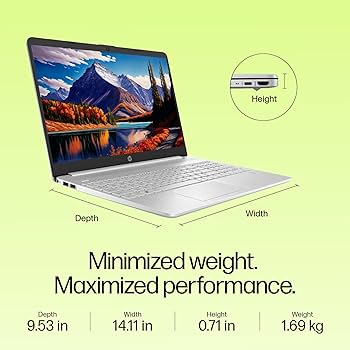 hp
Height
Depth
Width
Minimized weight.
Maximized performance.
Depth
9.53 in
Width
14.11 in
Height
0.71 in
Weight
1.69 kg